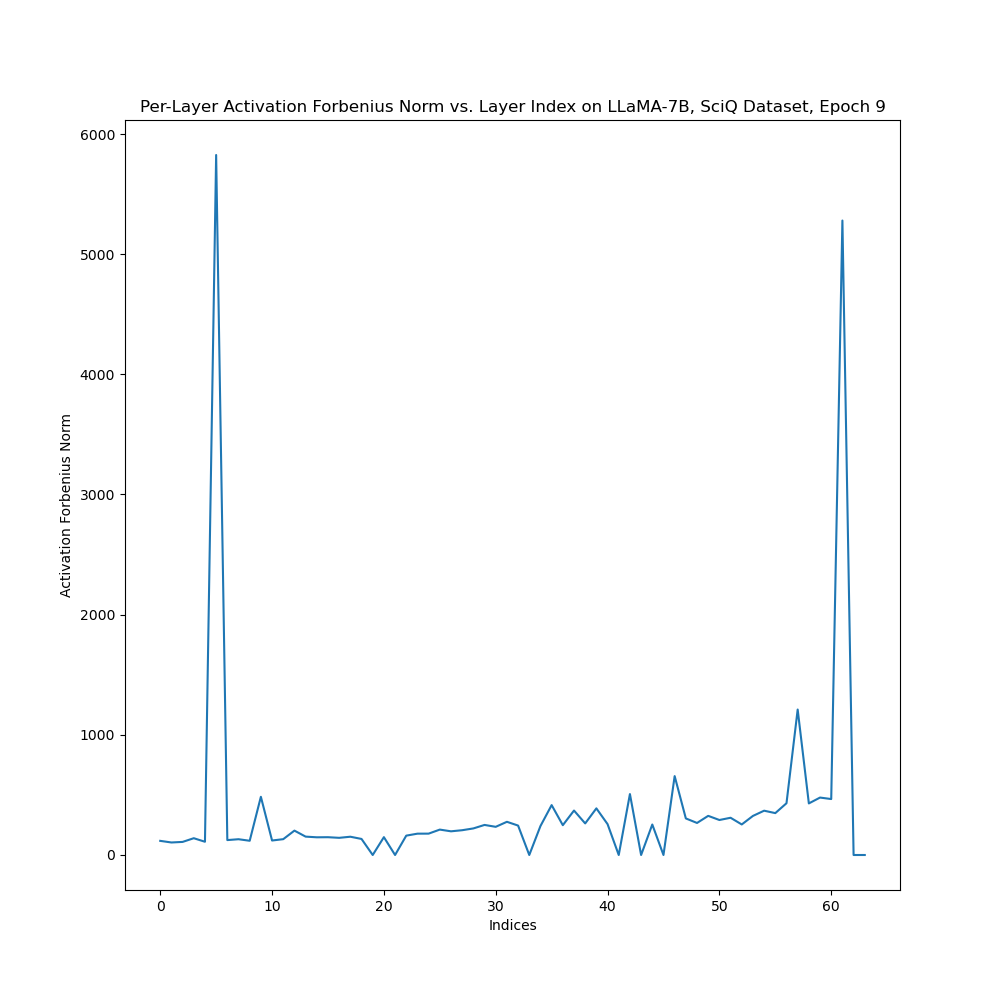 Per-Layer Activation Forbenius Norm vs. Layer Index on LLaMA-7B, SciQ Dataset, Epoch 9
6000
5000
4000
3000
2000
1000
0
Activation Forbenius Norm
0 10 20 30 40 50 60
Indices